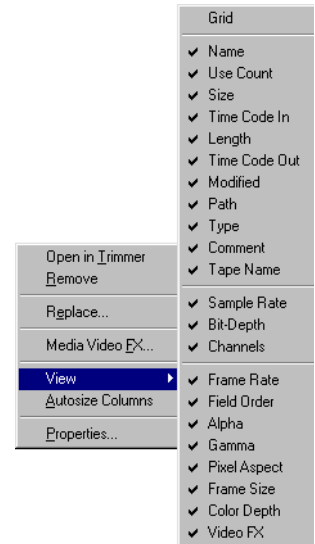 Open in Trimmer
Remove
Replace...
Media Video FX...
View
Autosize Columns
Properties...
Grid
Name
Use Count
Size
Time Code In
Length
Time Code Out
Modified
Path
Type
Comment
Tape Name
Sample Rate
Bit-Depth
Channels
Frame Rate
Field Order
Alpha
Gamma
Pixel Aspect
Frame Size
Color Depth
Video FX